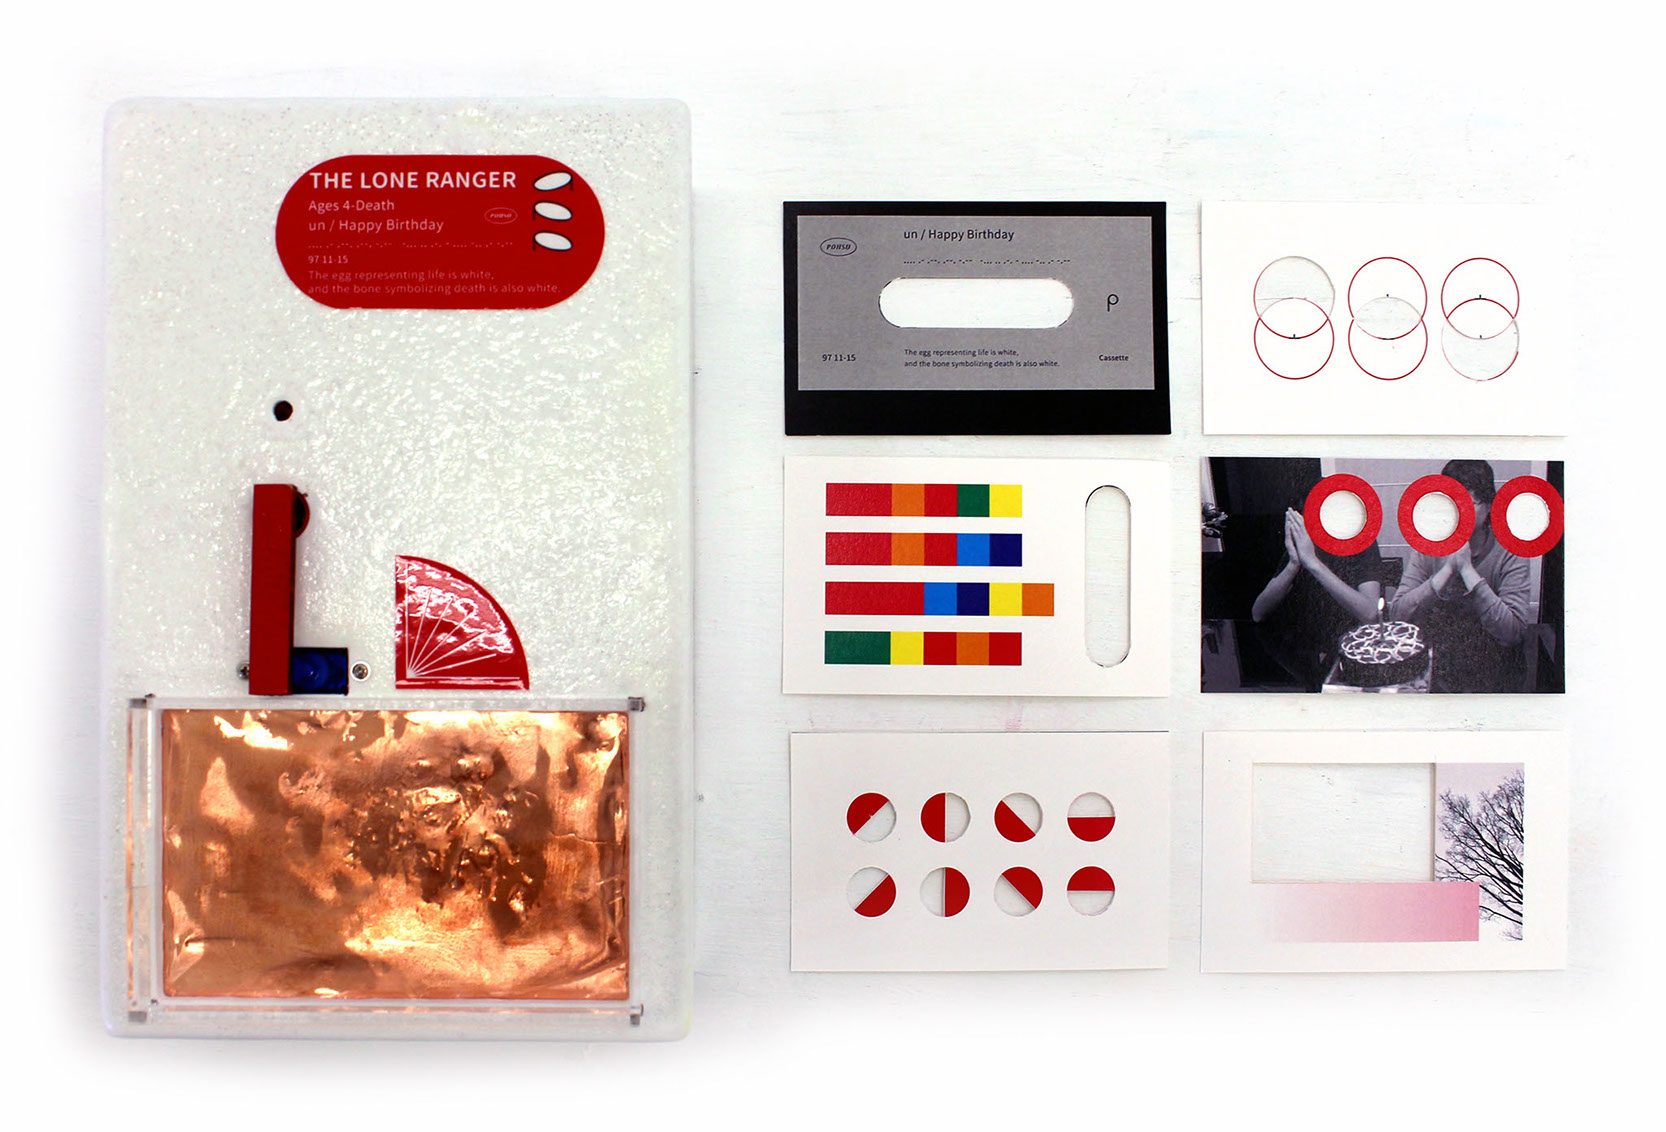 THE LONE RANGER
Ages 4-Death
POHSU
un / Happy Birthday
.... .- .--. .--. -.-- -... .. .-. - .... -.. .- -.--
97 11-15
The egg representing life is white,
and the bone symbolizing death is also white.
POHSU
un / Happy Birthday
.... .- .--. .--. -.-- -... .. .-. - .... -.. .- -.--
ρ
97 11-15
The egg representing life is white,
and the bone symbolizing death is also white.
Cassette